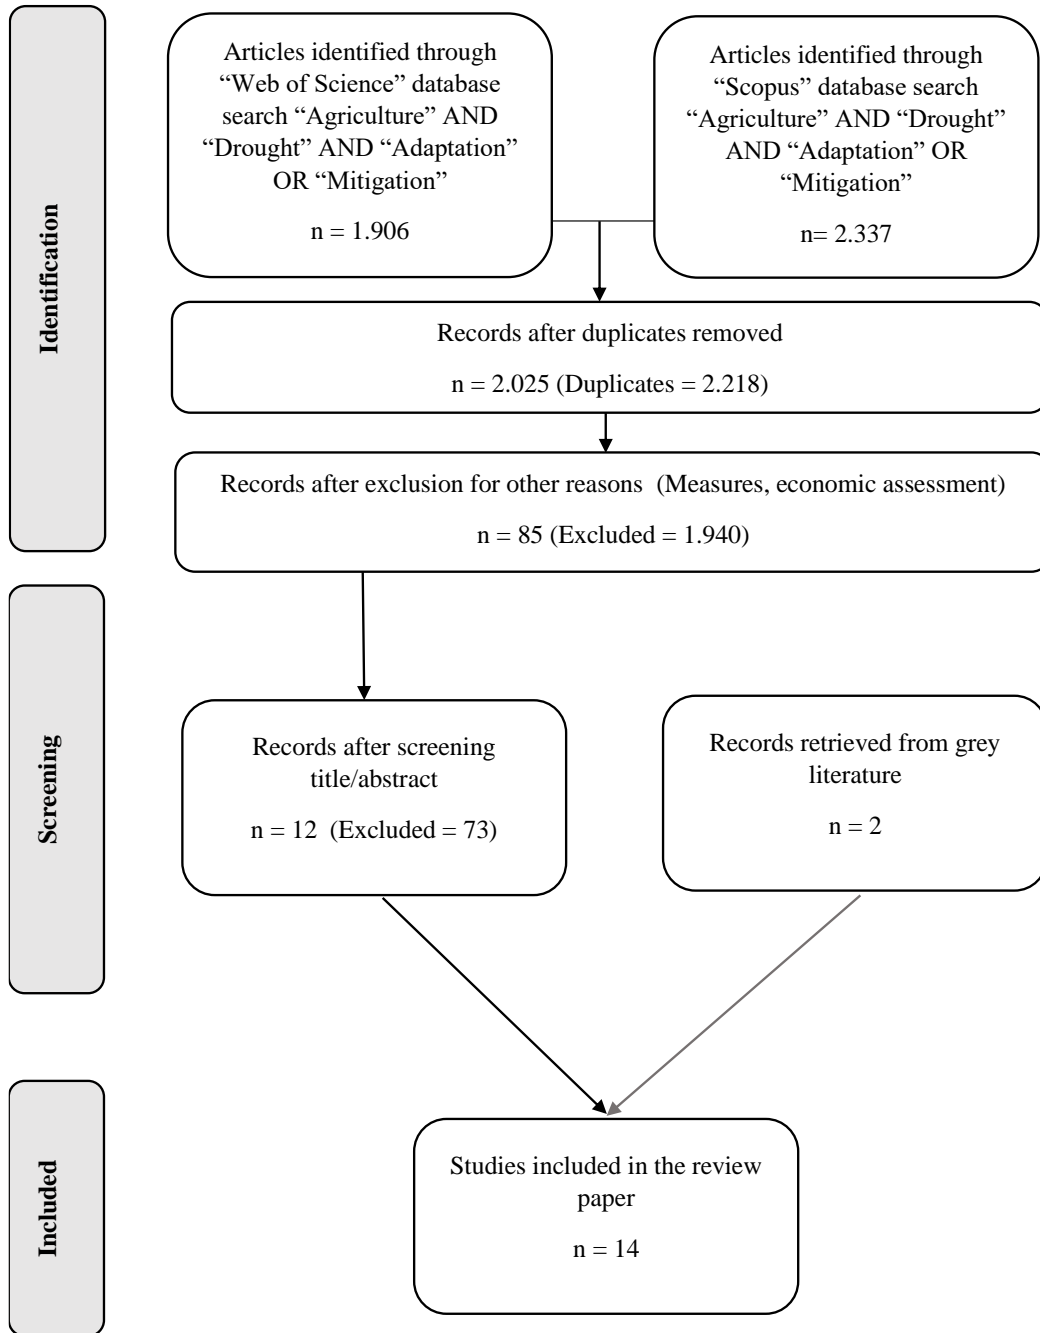 Identification
Articles identified through
“Web of Science” database
search “Agriculture” AND
“Drought” AND “Adaptation”
OR “Mitigation”
n = 1.906
Articles identified through
“Scopus” database search
“Agriculture” AND “Drought”
AND “Adaptation” OR
“Mitigation”
n= 2.337
Records after duplicates removed
n = 2.025 (Duplicates = 2.218)
Records after exclusion for other reasons  (Measures, economic assessment)
n = 85 (Excluded = 1.940)
Screening
Records after screening
title/abstract
n = 12  (Excluded = 73)
Records retrieved from grey
literature
n = 2
Included
Studies included in the review
paper
n = 14